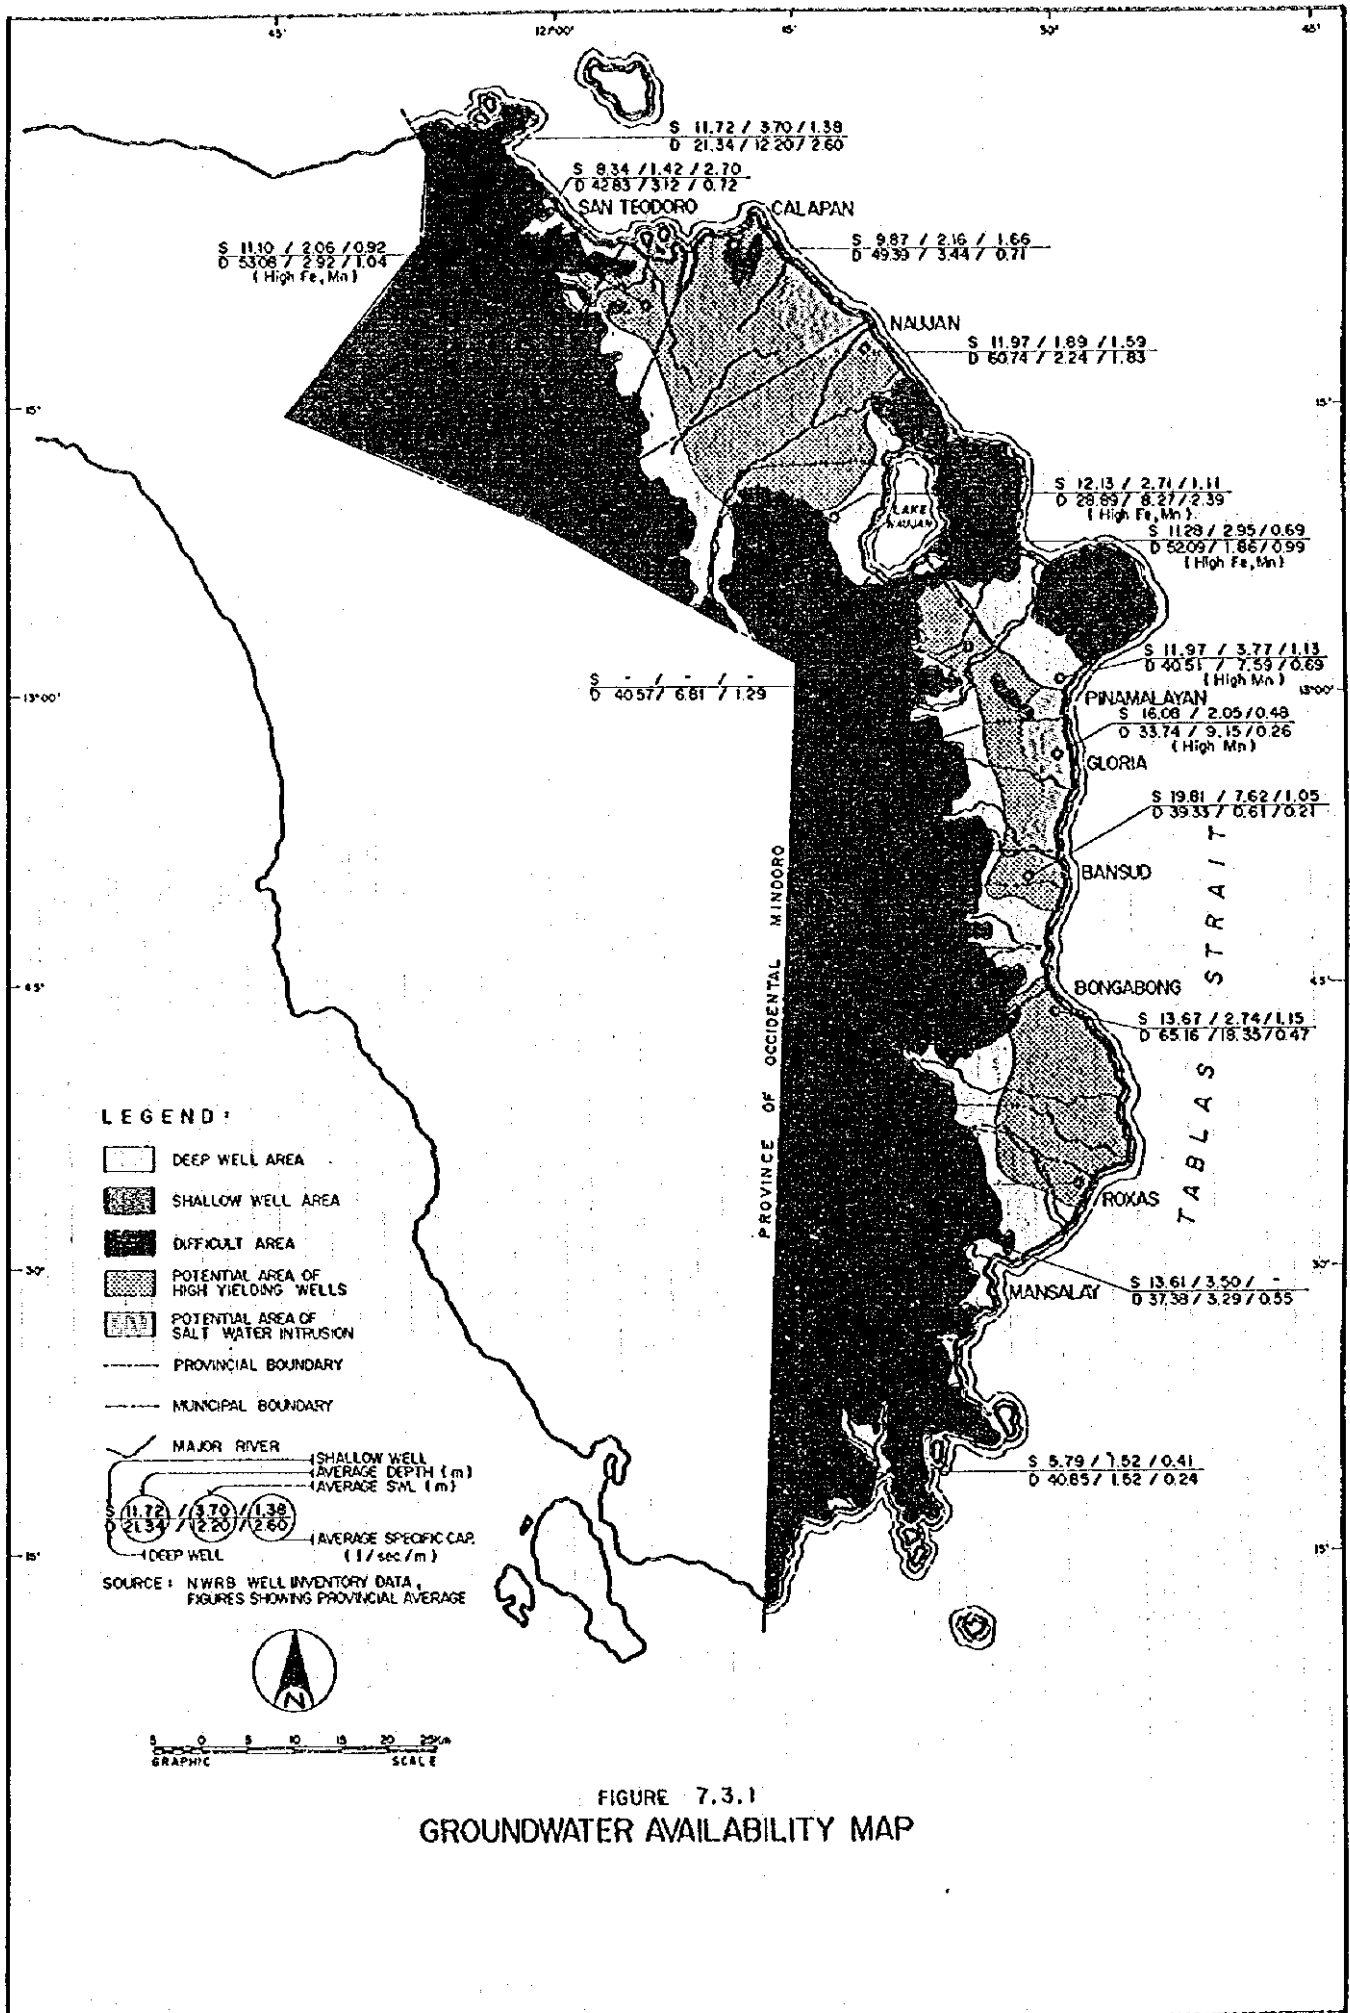 45'
121°00'
15'
30'
45'
S 11.72 / 3.70 / 1.38
D 21.34 / 12.20 / 2.60
S 8.34 / 1.42 / 2.70
D 42.83 / 3.12 / 0.72
SAN TEODORO
CALAPAN
S 11.10 / 2.06 / 0.92
D 53.08 / 2.92 / 1.04
(High Fe, Mn)
S 9.87 / 2.16 / 1.66
D 49.39 / 3.44 / 0.71
NAUJAN
S 11.97 / 1.89 / 1.59
D 60.74 / 2.24 / 1.83
15'
15'
S 12.13 / 2.71 / 1.11
D 28.89 / 8.27 / 2.39
(High Fe, Mn)
LAKE
NAUJAN
S 11.28 / 2.95 / 0.69
D 52.09 / 1.86 / 0.99
(High Fe, Mn)
S 11.97 / 3.77 / 1.13
D 40.51 / 7.59 / 0.69
(High Mn)
S - / - / -
D 40.57 / 6.81 / 1.29
13°00'
13°00'
PINAMALAYAN
S 16.08 / 2.05 / 0.48
D 33.74 / 9.15 / 0.26
(High Mn)
GLORIA
S 19.81 / 7.62 / 1.05
D 39.33 / 0.61 / 0.21
BANSUD
PROVINCE OF OCCIDENTAL MINDORO
TABLAS STRAIT
45'
45'
BONGABONG
S 13.67 / 2.74 / 1.15
D 65.16 / 18.35 / 0.47
ROXAS
30'
30'
MANSALAY
S 13.61 / 3.50 / -
D 37.38 / 3.29 / 0.55
S 5.79 / 1.52 / 0.41
D 40.85 / 1.52 / 0.24
15'
15'
LEGEND:
DEEP WELL AREA
SHALLOW WELL AREA
DIFFICULT AREA
POTENTIAL AREA OF
HIGH YIELDING WELLS
POTENTIAL AREA OF
SALT WATER INTRUSION
PROVINCIAL BOUNDARY
MUNICIPAL BOUNDARY
MAJOR RIVER
SHALLOW WELL
AVERAGE DEPTH (m)
AVERAGE SWL (m)
S 11.72 / 3.70 / 1.38
D 21.34 / 12.20 / 2.60
AVERAGE SPECIFIC CAP.
(l/sec/m)
DEEP WELL
SOURCE: NWRB WELL INVENTORY DATA,
FIGURES SHOWING PROVINCIAL AVERAGE
N
5 0 5 10 15 20 25Km
GRAPHIC SCALE
FIGURE 7.3.1
GROUNDWATER AVAILABILITY MAP